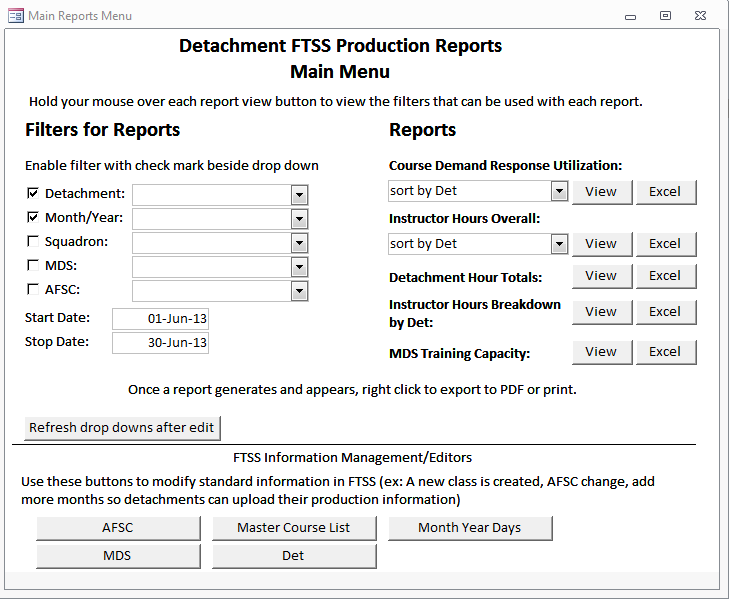 Main Reports Menu
Detachment FTSS Production Reports
Main Menu
Hold your mouse over each report view button to view the filters that can be used with each report.
Filters for Reports
Enable filter with check mark beside drop down
Detachment:
Month/Year:
Squadron:
MDS:
AFSC:
Start Date: 01-Jun-13
Stop Date: 30-Jun-13
Reports
Course Demand Response Utilization:
sort by Det View Excel
Instructor Hours Overall:
sort by Det View Excel
Detachment Hour Totals: View Excel
Instructor Hours Breakdown
by Det: View Excel
MDS Training Capacity: View Excel
Once a report generates and appears, right click to export to PDF or print.
Refresh drop downs after edit
FTSS Information Management/Editors
Use these buttons to modify standard information in FTSS (ex: A new class is created, AFSC change, add
more months so detachments can upload their production information)
AFSC Master Course List Month Year Days
MDS Det